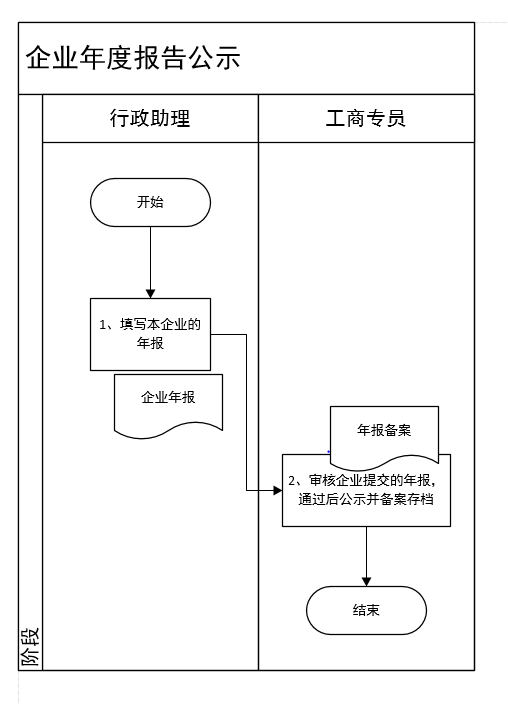 企业年度报告公示
行政助理
工商专员
开始
1、填写本企业的
年报
企业年报
年报备案
2、审核企业提交的年报，
通过后公示并备案存档
结束
阶段